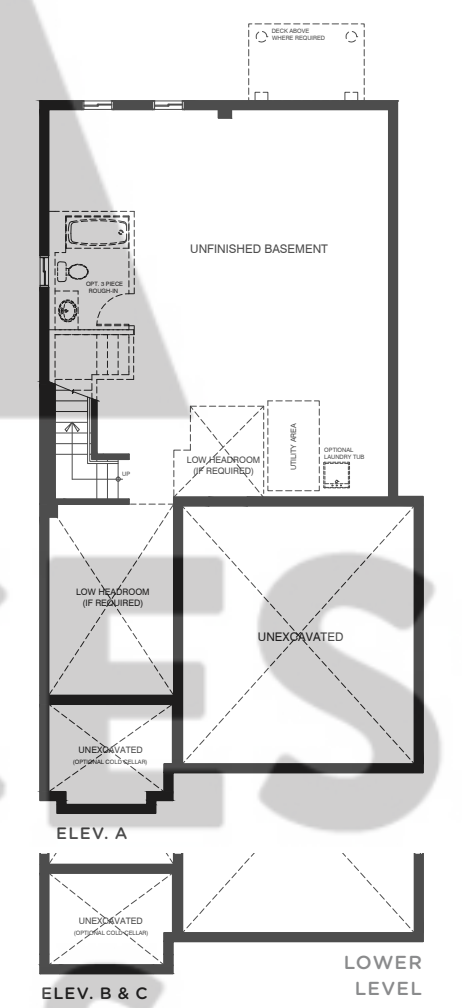 DECK ABOVE
WHERE REQUIRED
UNFINISHED BASEMENT
OPT. 3 PIECE
ROUGH-IN
UP
LOW HEADROOM
(IF REQUIRED)
UTILITY AREA
OPTIONAL
LAUNDRY TUB
LOW HEADROOM
(IF REQUIRED)
UNEXCAVATED
UNEXCAVATED
(OPTIONAL COLD CELLAR)
ELEV. A
UNEXCAVATED
(OPTIONAL COLD CELLAR)
ELEV. B & C
LOWER
LEVEL
ES